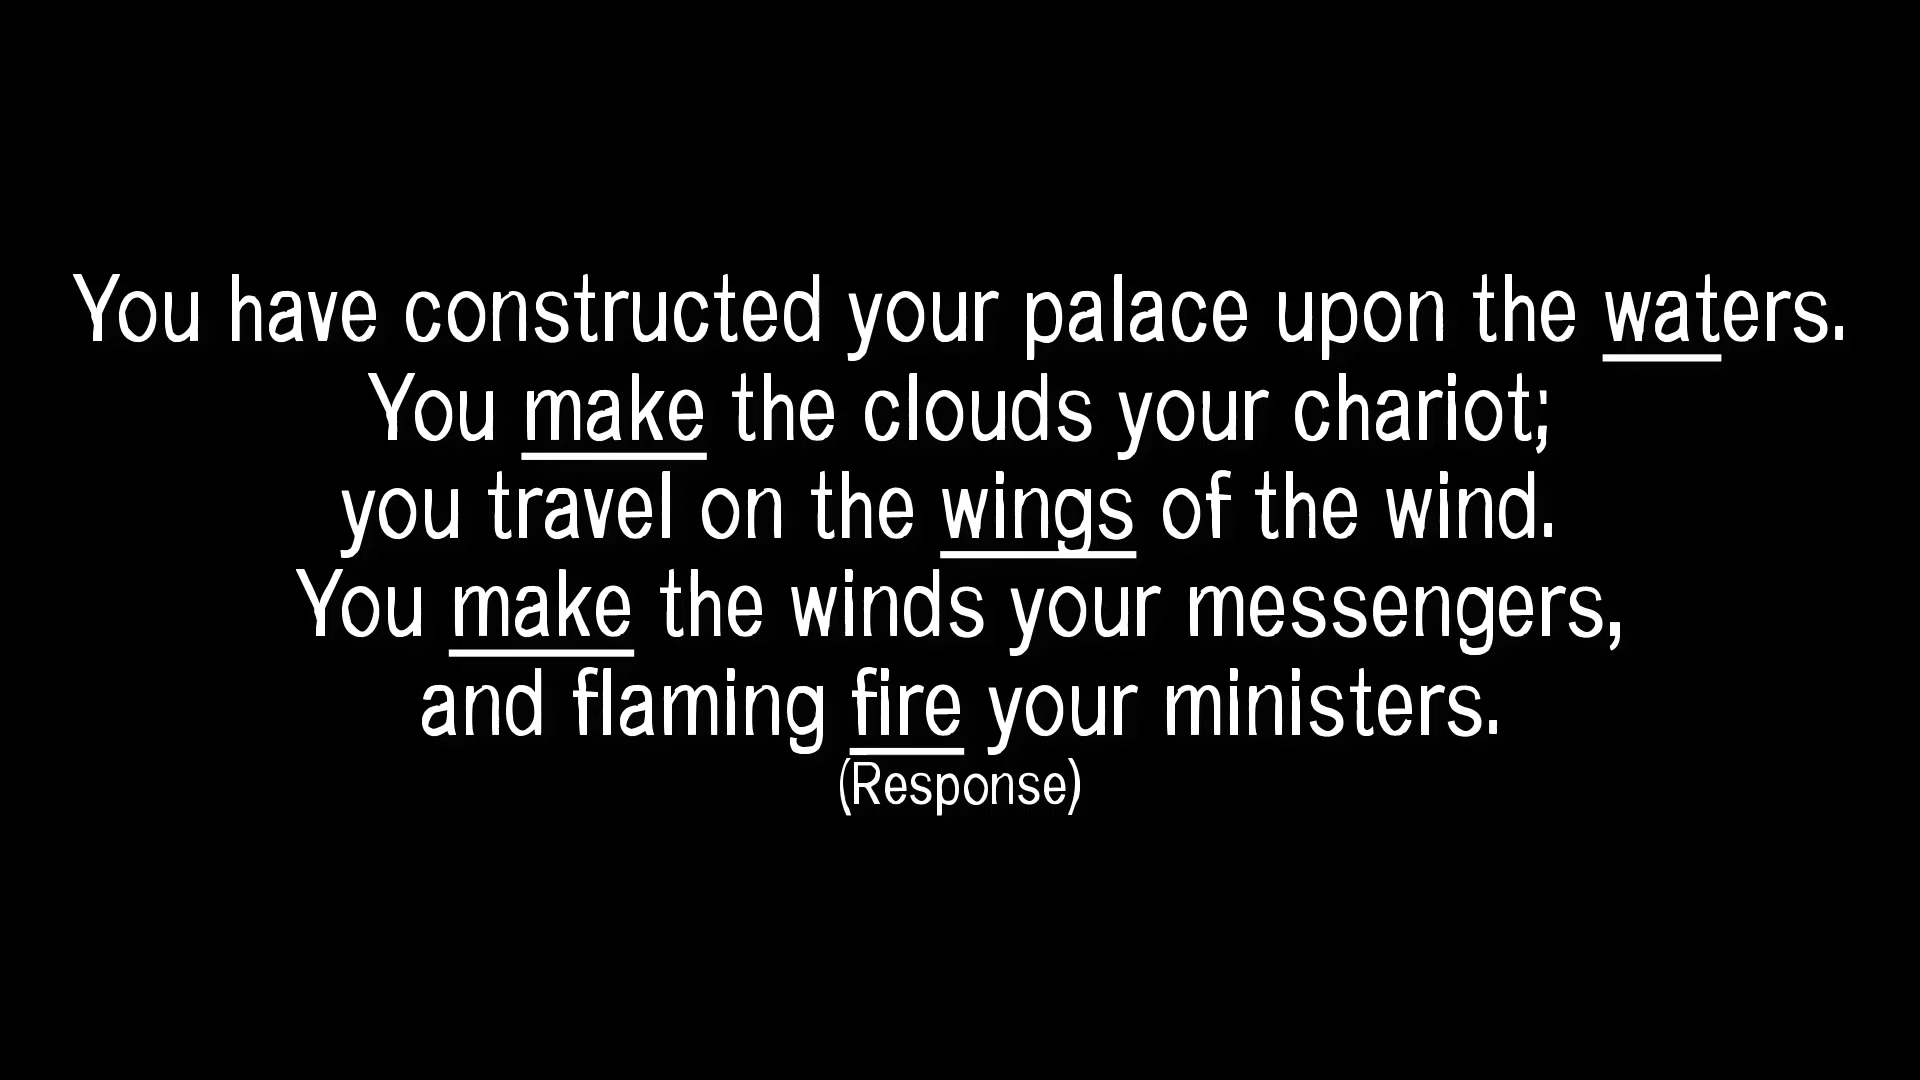 You have constructed your palace upon the waters.
You make the clouds your chariot;
you travel on the wings of the wind.
You make the winds your messengers,
and flaming fire your ministers.
(Response)